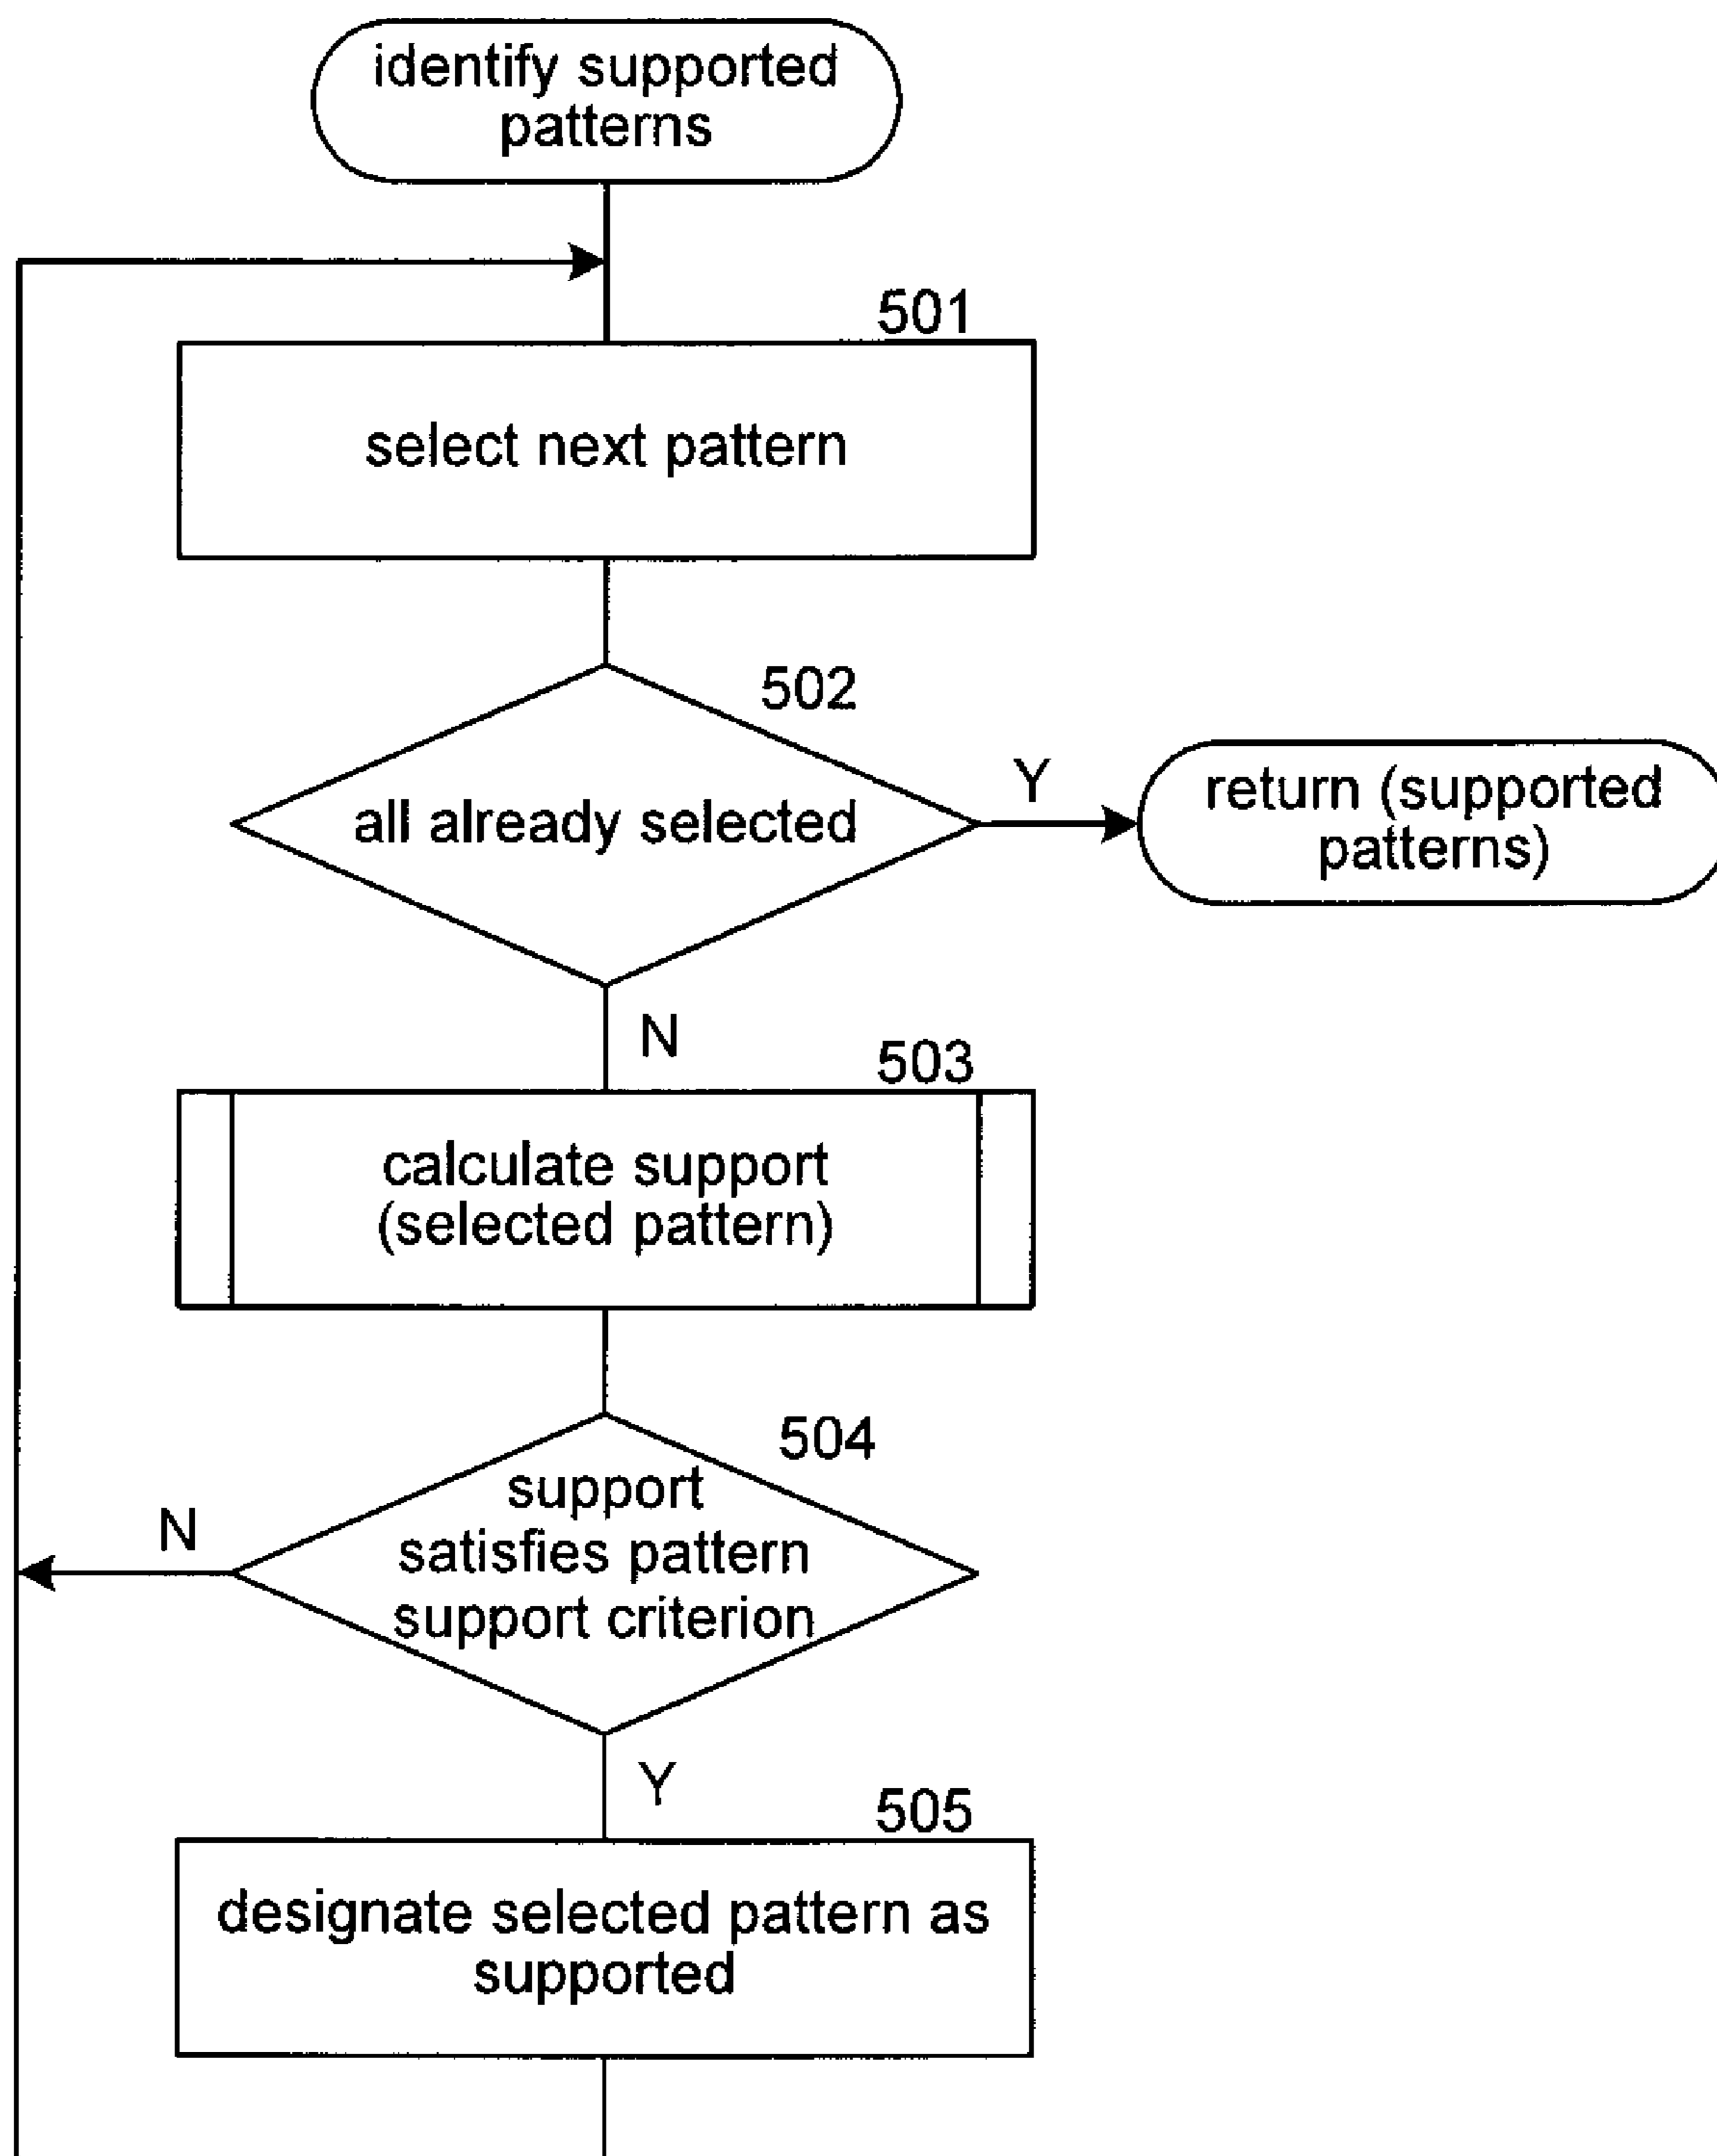 identify supported
patterns
501
select next pattern
502
all already selected
Y
return (supported
patterns)
N
503
calculate support
(selected pattern)
504
support
satisfies pattern
support criterion
N
Y
505
designate selected pattern as
supported